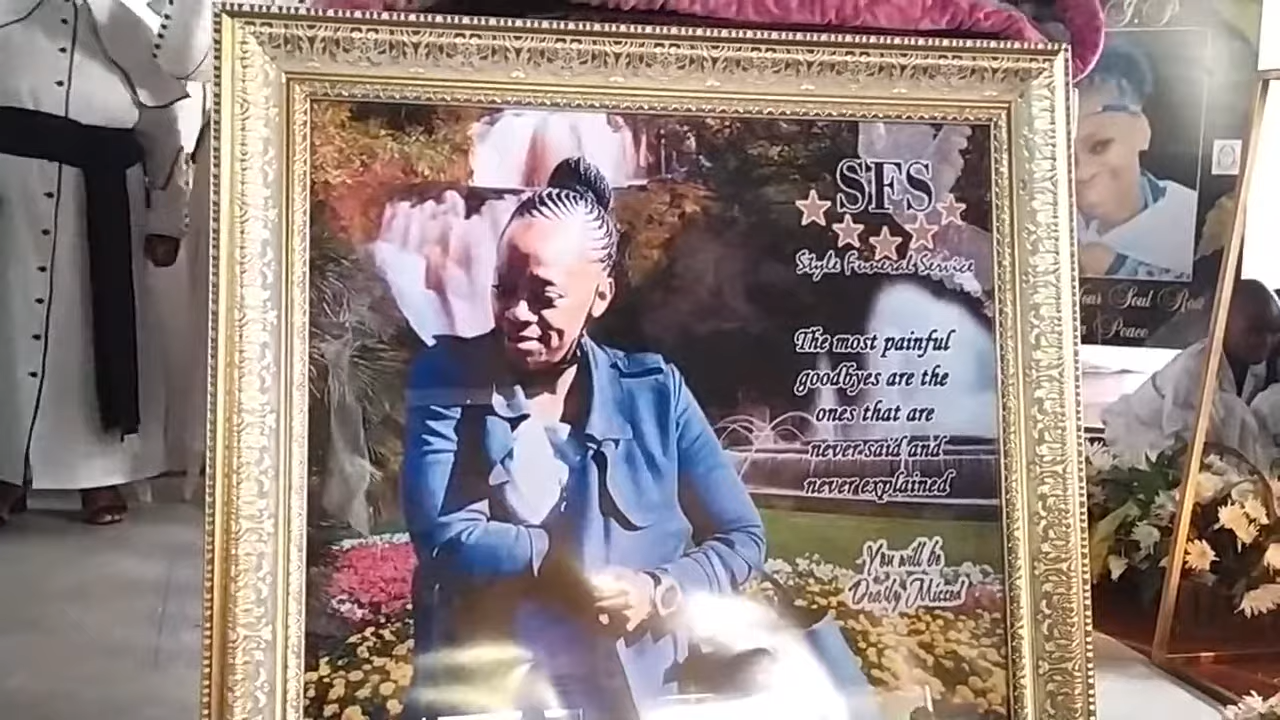 SFS
Style Funeral Service
The most painful
goodbyes are the
ones that are
never said and
never explained
You will be
Dearly Missed
Soul Rest
Peace